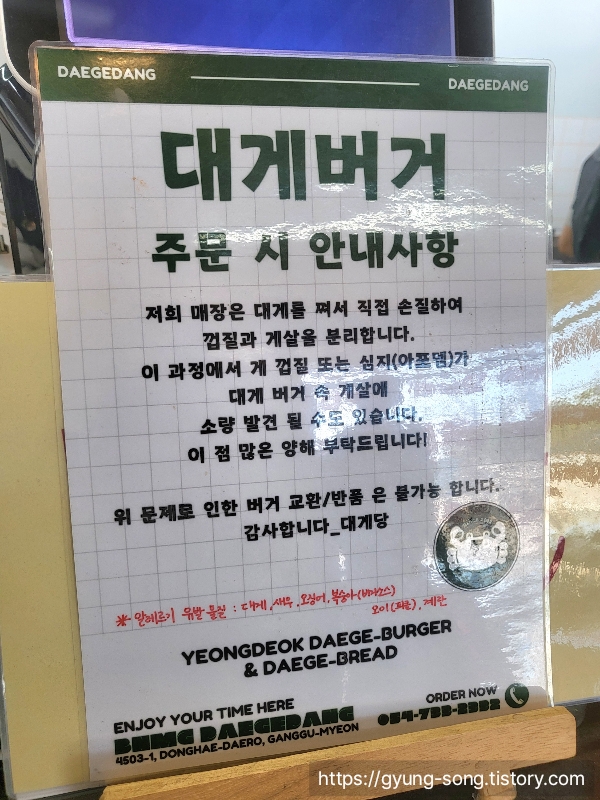 DAEGEDANG DAEGEDANG
대게버거
주문 시 안내사항
저희 매장은 대게를 쪄서 직접 손질하여
껍질과 게살을 분리합니다.
이 과정에서 게 껍질 또는 심지(아포뎀)가
대게 버거 속 게살에
소량 발견 될 수도 있습니다.
이 점 많은 양해 부탁드립니다!
위 문제로 인한 버거 교환/반품 은 불가능 합니다.
감사합니다_대게당
※ 알레르기 유발 물질 : 대게, 새우, 오징어, 복숭아(버거소스)
오이(피클), 계란
YEONGDEOK DAEGE-BURGER
& DAEGE-BREAD
ENJOY YOUR TIME HERE
DAEGEDANG
4503-1, DONGHAE-DAERO, GANGGU-MYEON
ORDER NOW
054-733-2332
https://gyung-song.tistory.com